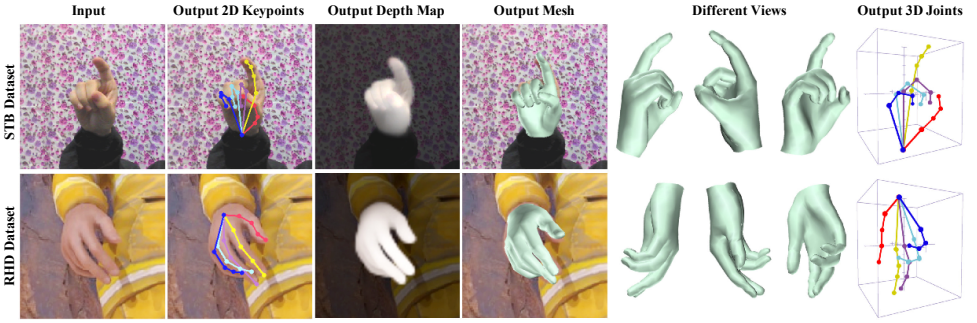 Input Output 2D Keypoints Output Depth Map Output Mesh Different Views Output 3D Joints
STB Dataset
RHD Dataset